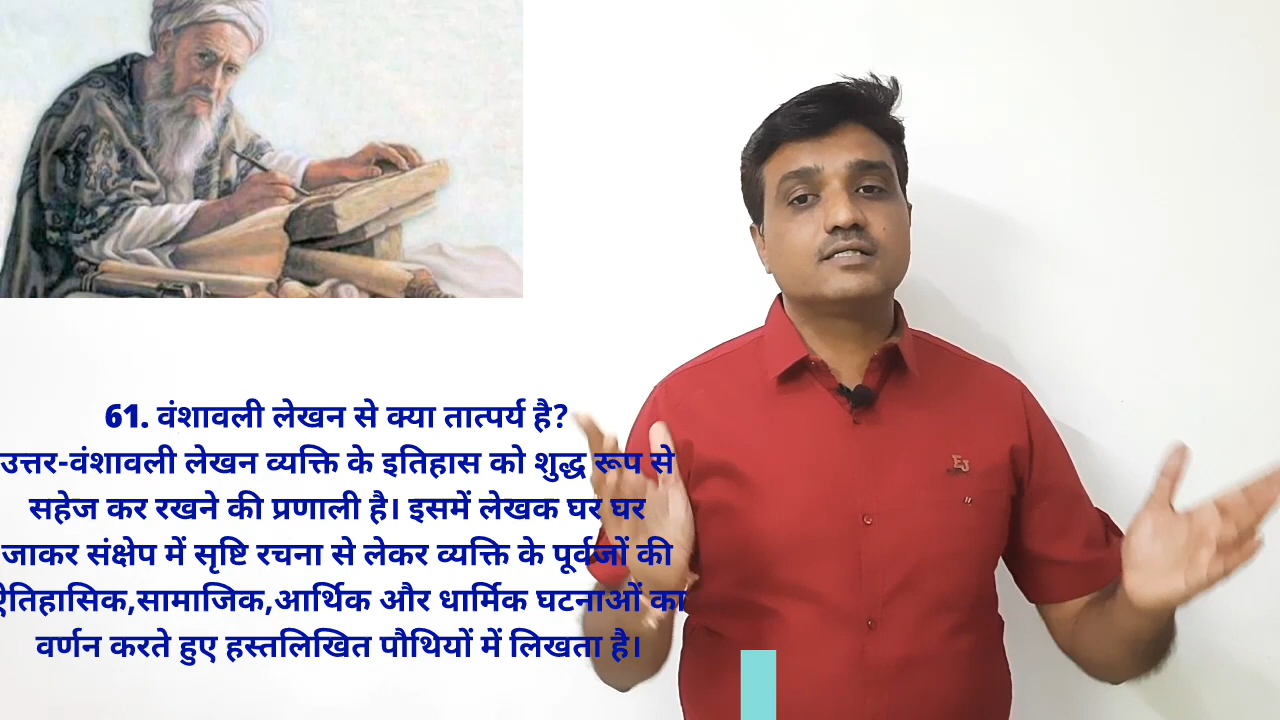 61. वंशावली लेखन से क्या तात्पर्य है?
उत्तर-वंशावली लेखन व्यक्ति के इतिहास को शुद्ध रूप से
सहेज कर रखने की प्रणाली है। इसमें लेखक घर घर
जाकर संक्षेप में सृष्टि रचना से लेकर व्यक्ति के पूर्वजों की
ऐतिहासिक,सामाजिक,आर्थिक और धार्मिक घटनाओं का
वर्णन करते हुए हस्तलिखित पौथियों में लिखता है।
EJ